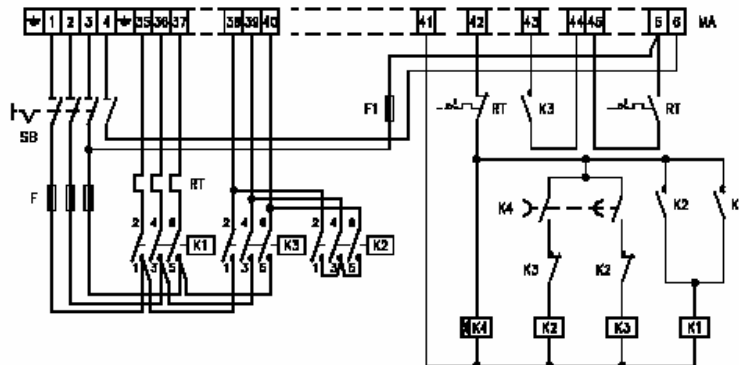 1 2 3 4 35 36 37 38 39 40 41 42 43 44 45 5 6 MA
F1 RT K3 RT
SB
F RT
K4 K2 K
2 4 6 2 4 6 2 4 6
K1 K3 K2 K3 K2
1 3 5 1 3 5 1 3 5
K4 K2 K3 K1